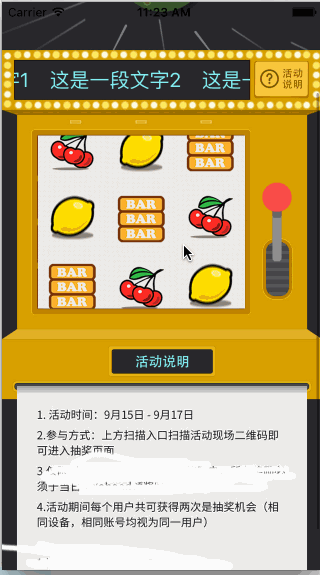 Carrier 11:23 AM
字1 这是一段文字2 这是一
活动
说明
BAR
BAR
BAR
BAR
BAR
BAR
BAR
BAR
BAR
活动说明
1. 活动时间：9月15日 - 9月17日
2.参与方式：上方扫描入口扫描活动现场二维码即
可进入抽奖页面
3
须于当日
4.活动期间每个用户共可获得两次是抽奖机会（相
同设备，相同账号均视为同一用户）